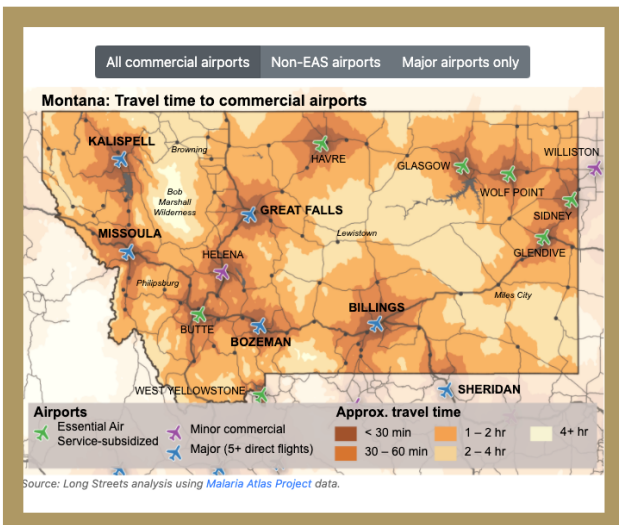 All commercial airports
Non-EAS airports
Major airports only
Montana: Travel time to commercial airports
KALISPELL
Browning
HAVRE
GLASGOW
WILLISTON
WOLF POINT
Bob
Marshall
Wilderness
SIDNEY
GREAT FALLS
MISSOULA
Lewistown
HELENA
GLENDIVE
Philipsburg
Miles City
BILLINGS
BUTTE
BOZEMAN
WEST YELLOWSTONE
SHERIDAN
Airports
Essential Air
Service-subsidized
Minor commercial
Major (5+ direct flights)
Approx. travel time
< 30 min
30 – 60 min
1 – 2 hr
2 – 4 hr
4+ hr
Source: Long Streets analysis using Malaria Atlas Project data.